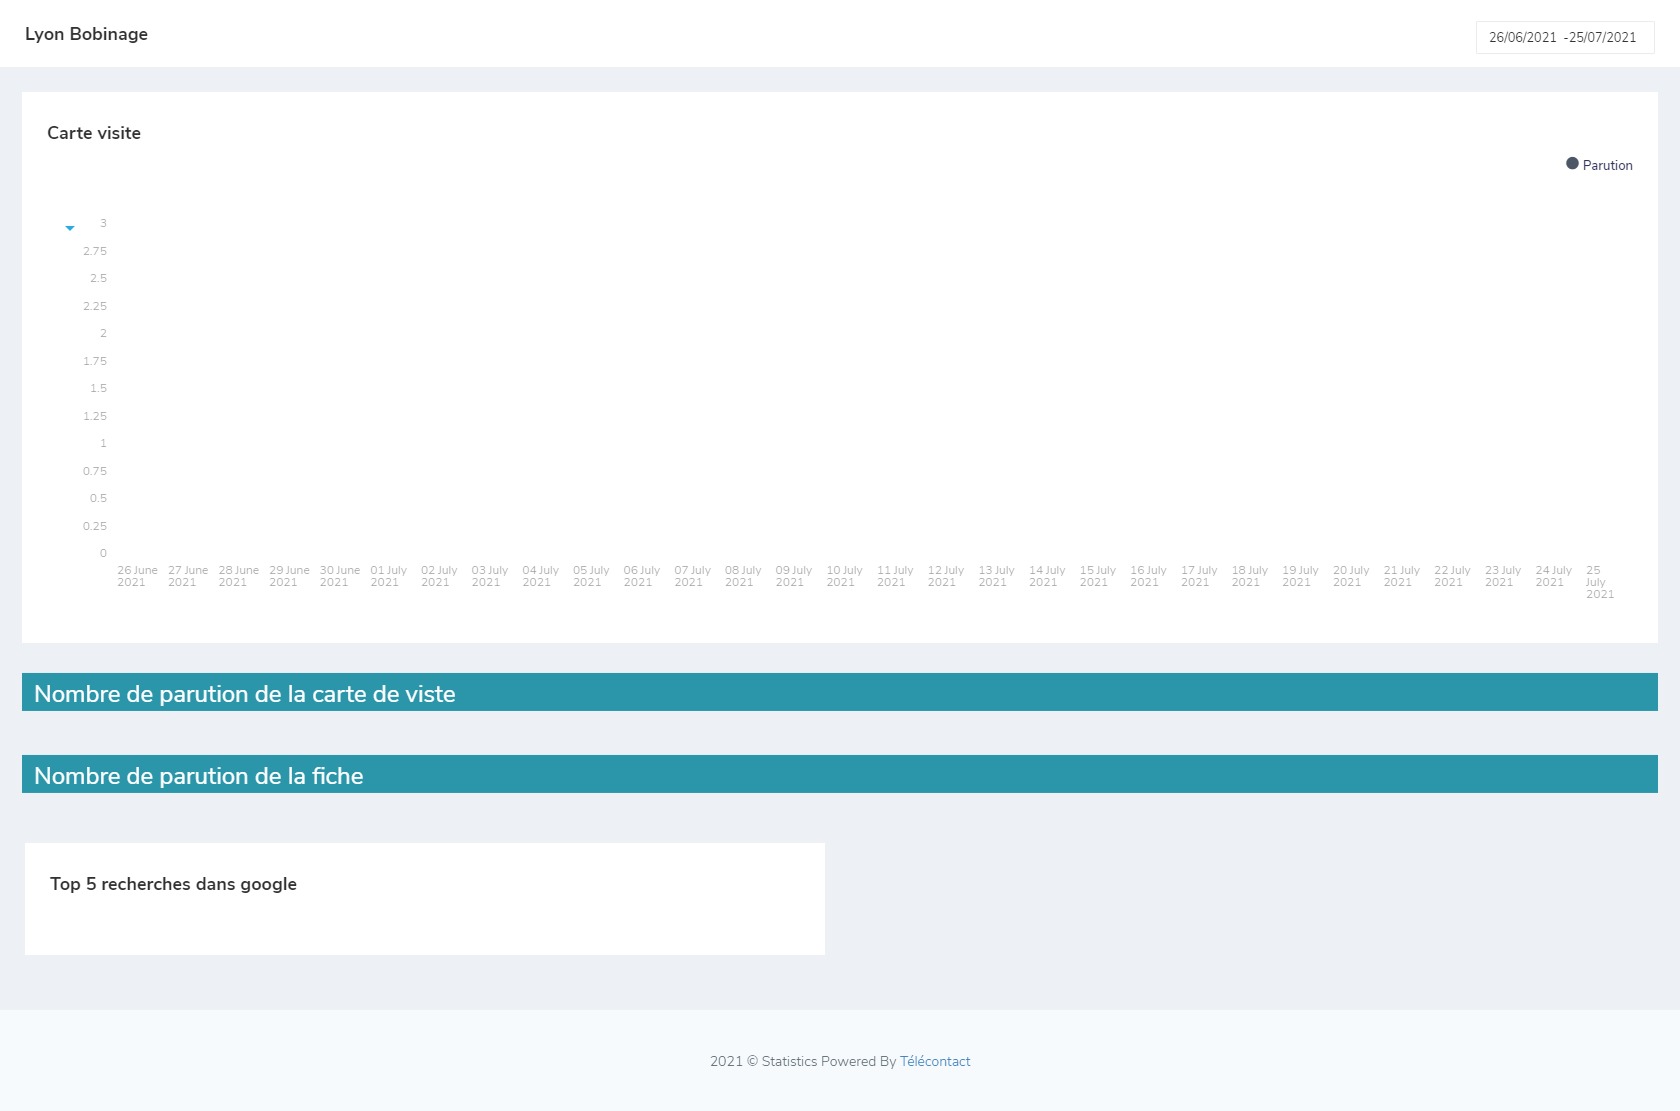 Lyon Bobinage
26/06/2021 -25/07/2021
Carte visite
Parution
3
2.75
2.5
2.25
2
1.75
1.5
1.25
1
0.75
0.5
0.25
0
26 June 27 June 28 June 29 June 30 June 01 July 02 July 03 July 04 July 05 July 06 July 07 July 08 July 09 July 10 July 11 July 12 July 13 July 14 July 15 July 16 July 17 July 18 July 19 July 20 July 21 July 22 July 23 July 24 July 25
2021 2021 2021 2021 2021 2021 2021 2021 2021 2021 2021 2021 2021 2021 2021 2021 2021 2021 2021 2021 2021 2021 2021 2021 2021 2021 2021 2021 2021 July
2021
Nombre de parution de la carte de viste
Nombre de parution de la fiche
Top 5 recherches dans google
2021 © Statistics Powered By Télécontact